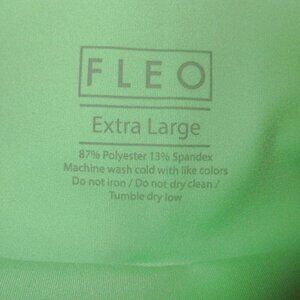 FLEO
Extra Large
87% Polyester 13% Spandex
Machine wash cold with like colors
Do not iron / Do not dry clean /
Tumble dry low